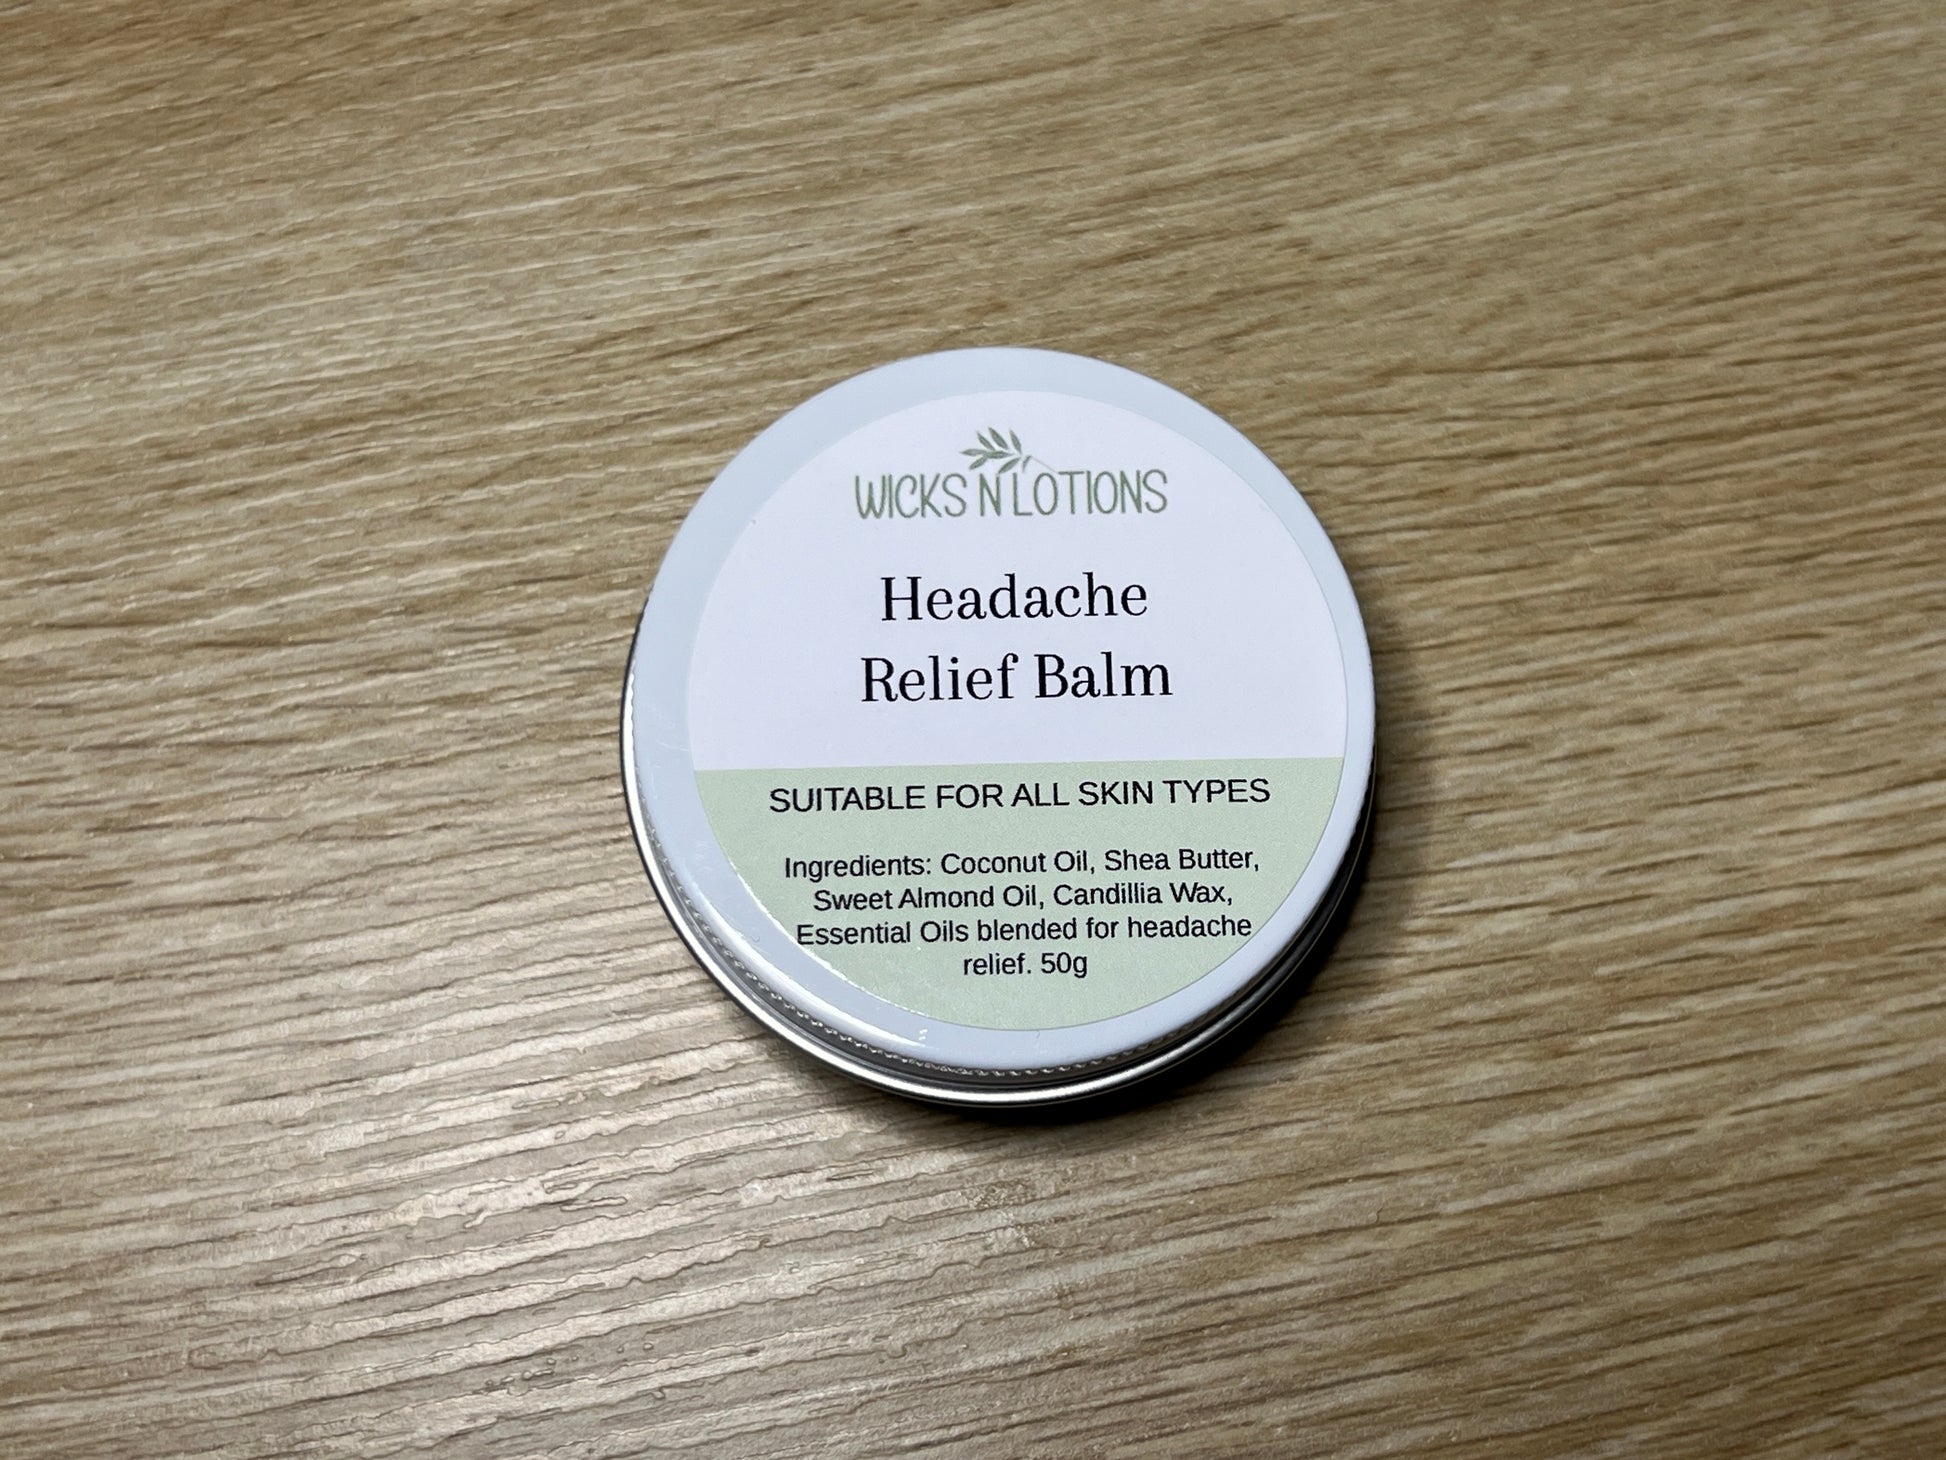 WICKS N LOTIONS
Headache
Relief Balm
SUITABLE FOR ALL SKIN TYPES
Ingredients: Coconut Oil, Shea Butter,
Sweet Almond Oil, Candillia Wax,
Essential Oils blended for headache
relief. 50g